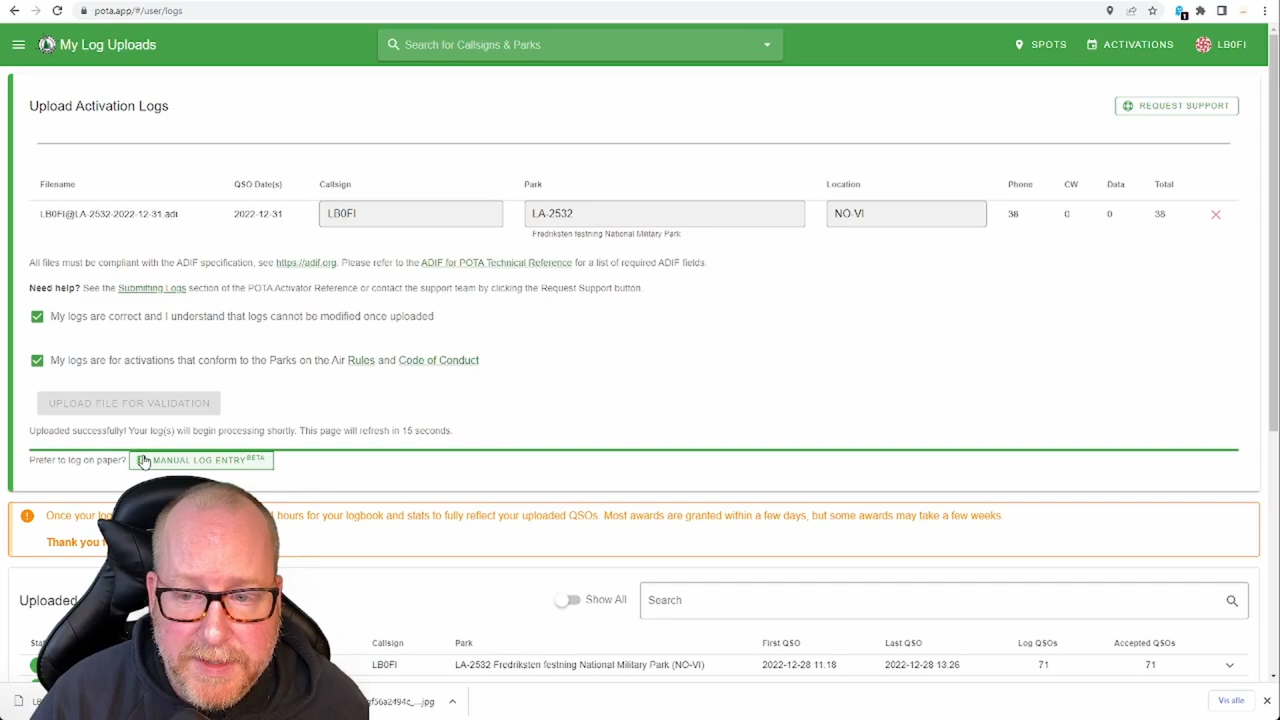 pota.app/#/user/logs
1
My Log Uploads
Search for Callsigns & Parks
SPOTS
ACTIVATIONS
LB0FI
Upload Activation Logs
REQUEST SUPPORT
Filename QSO Date(s) Callsign Park Location Phone CW Data Total
LB0FI@LA-2532-2022-12-31.adi 2022-12-31 LB0FI LA-2532 NO-VI 38 0 0 38
Fredriksten festning National Military Park
All files must be compliant with the ADIF specification, see https://adif.org. Please refer to the ADIF for POTA Technical Reference for a list of required ADIF fields.
Need help? See the Submitting Logs section of the POTA Activator Reference or contact the support team by clicking the Request Support button.
My logs are correct and I understand that logs cannot be modified once uploaded
My logs are for activations that conform to the Parks on the Air Rules and Code of Conduct
UPLOAD FILE FOR VALIDATION
Uploaded successfully! Your log(s) will begin processing shortly. This page will refresh in 15 seconds.
Prefer to log on paper? MANUAL LOG ENTRY BETA
Once your hours for your logbook and stats to fully reflect your uploaded QSOs. Most awards are granted within a few days, but some awards may take a few weeks.
Thank you
Uploaded Show All Search
Callsign Park First QSO Last QSO Log QSOs Accepted QSOs
LB0FI LA-2532 Fredriksten festning National Military Park (NO-VI) 2022-12-28 11.18 2022-12-28 13.26 71 71
Vis alle